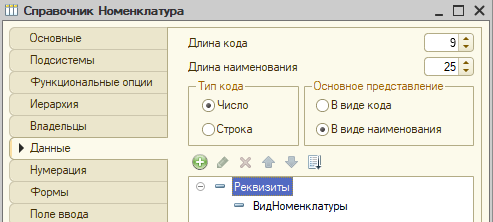 Справочник Номенклатура
Основные
Подсистемы
Функциональные опции
Иерархия
Владельцы
Данные
Нумерация
Формы
Поле ввода
Длина кода 9
Длина наименования 25
Тип кода
Число
Строка
Основное представление
В виде кода
В виде наименования
Реквизиты
ВидНоменклатуры